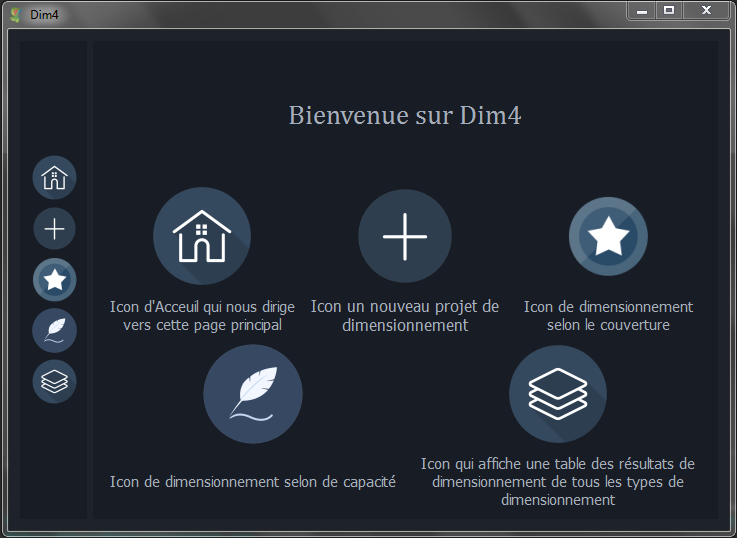 Dim4
Bienvenue sur Dim4
Icon d'Acceuil qui nous dirige
vers cette page principal
Icon un nouveau projet de
dimensionnement
Icon de dimensionnement
selon le couverture
Icon de dimensionnement selon de capacité
Icon qui affiche une table des résultats de
dimensionnement de tous les types de
dimensionnement